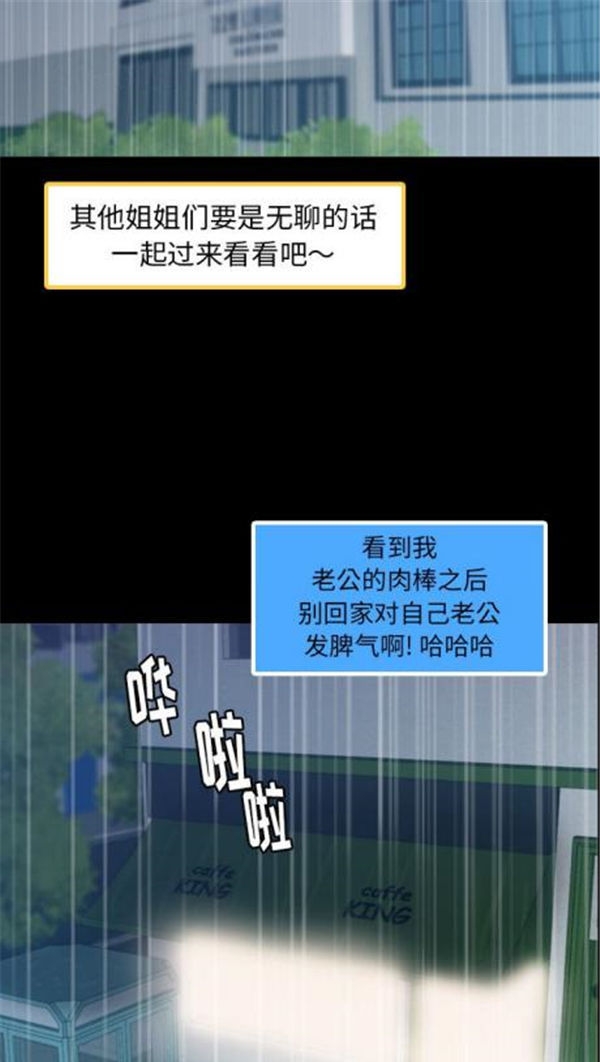 其他姐姐们要是无聊的话
一起过来看看吧～
看到我
老公的肉棒之后
别回家对自己老公
发脾气啊! 哈哈哈
哗
啦
啦
caffe
KING
caffe
KING